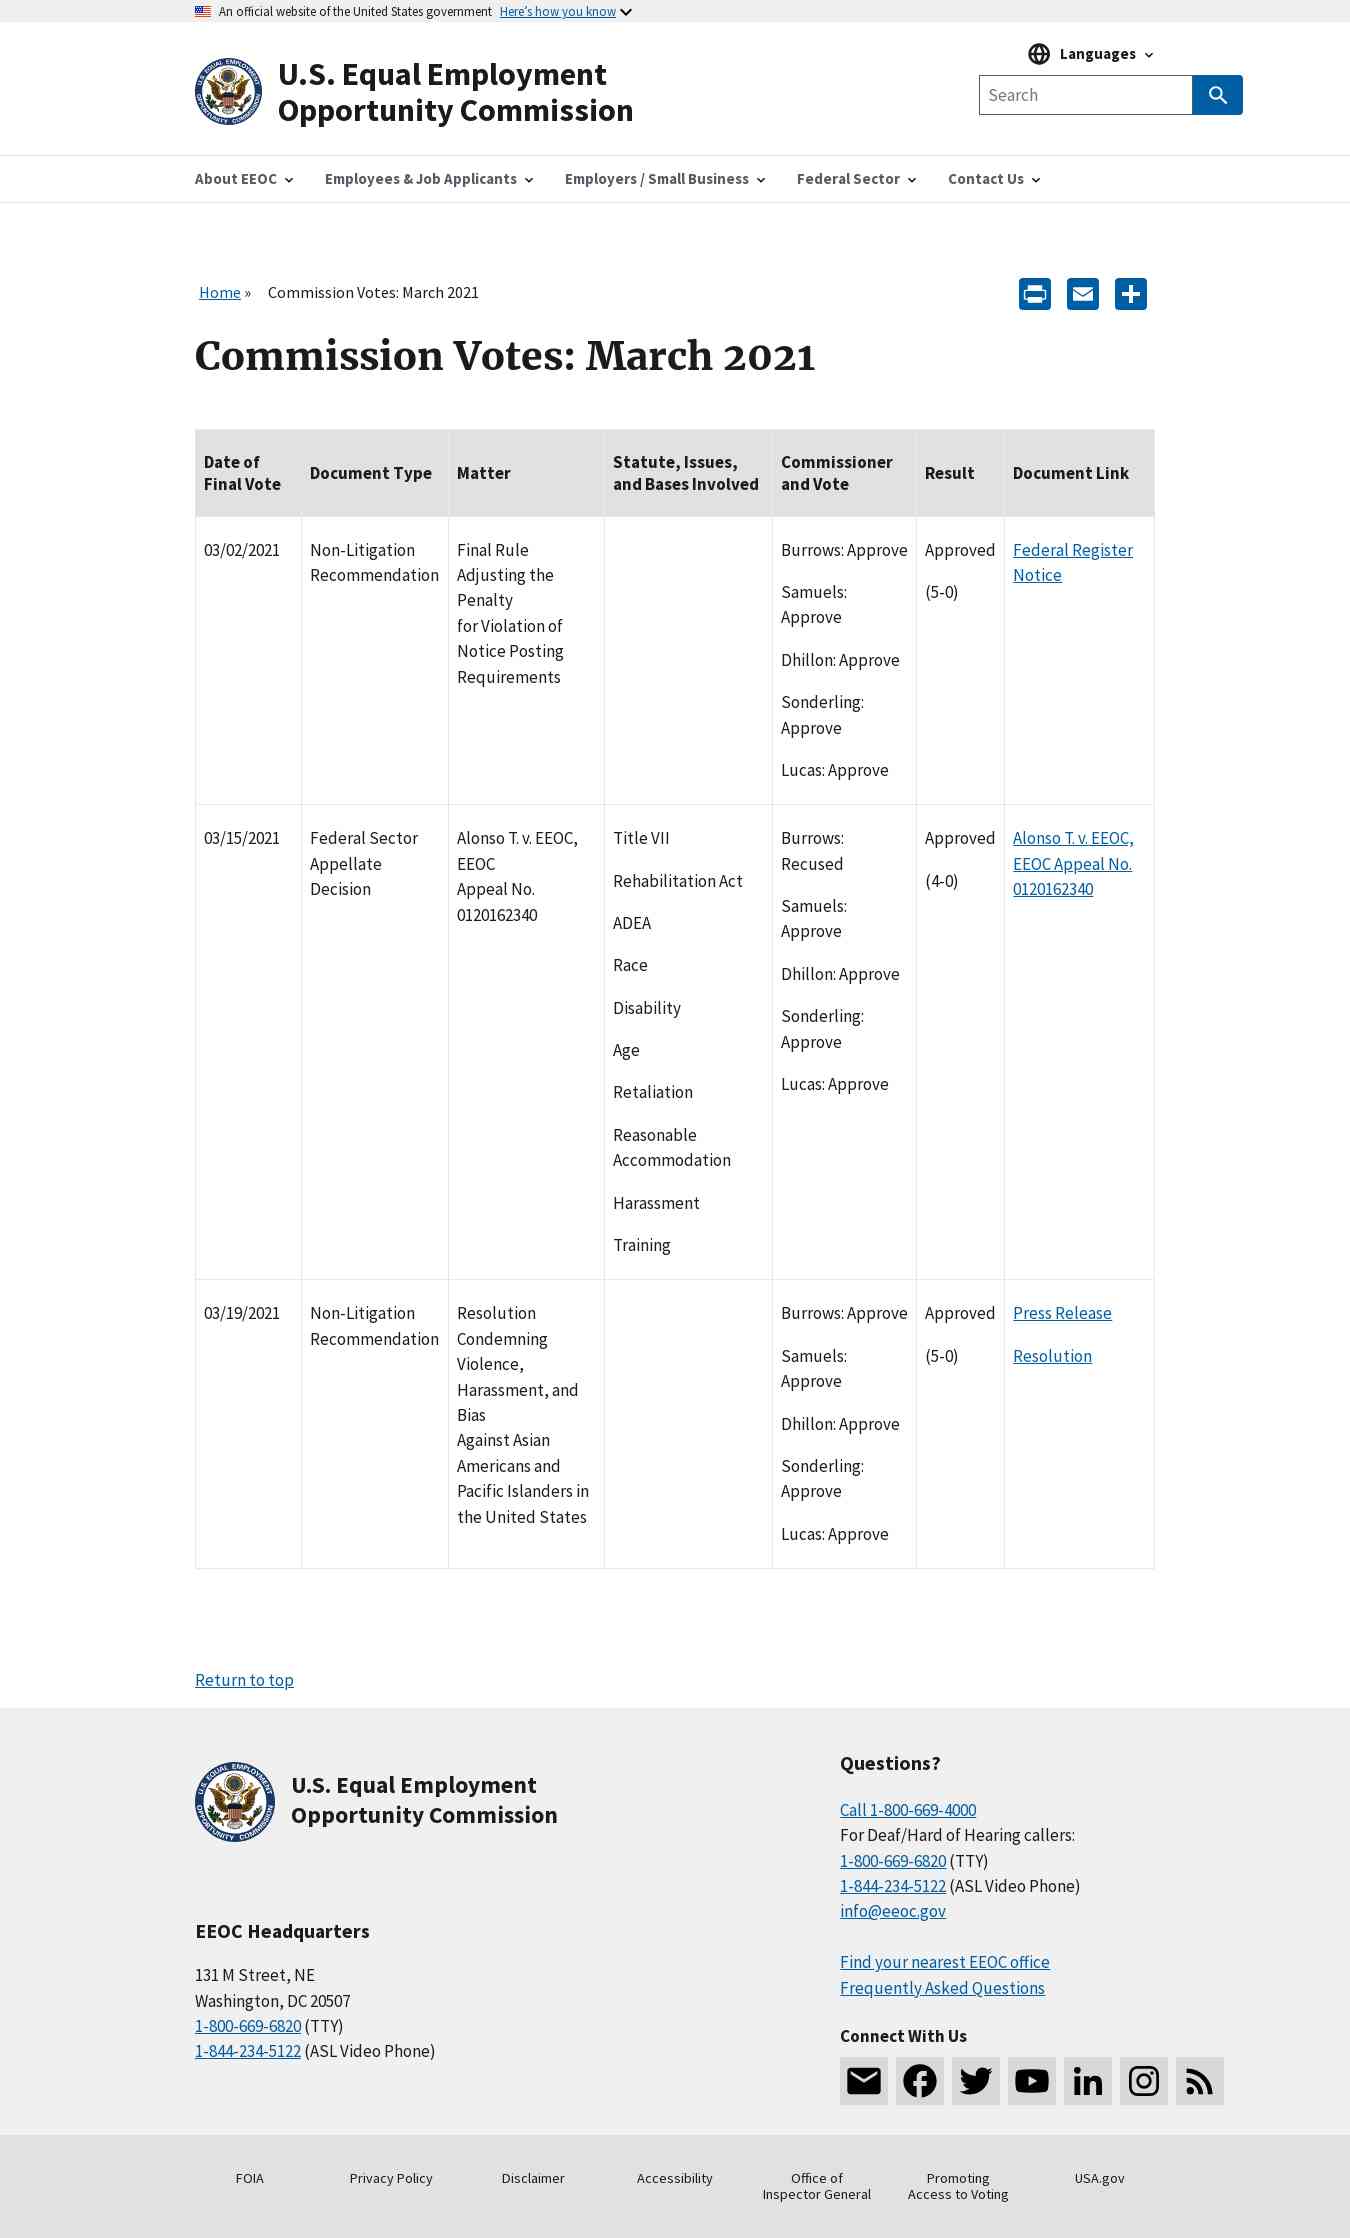 An official website of the United States government Here's how you know
U.S. Equal Employment
Opportunity Commission
Languages
Search
About EEOC
Employees & Job Applicants
Employers / Small Business
Federal Sector
Contact Us
Home » Commission Votes: March 2021
Commission Votes: March 2021
Date of
Final Vote
Document Type
Matter
Statute, Issues,
and Bases Involved
Commissioner
and Vote
Result
Document Link
03/02/2021
Non-Litigation
Recommendation
Final Rule
Adjusting the
Penalty
for Violation of
Notice Posting
Requirements
Burrows: Approve
Samuels:
Approve
Dhillon: Approve
Sonderling:
Approve
Lucas: Approve
Approved
(5-0)
Federal Register
Notice
03/15/2021
Federal Sector
Appellate
Decision
Alonso T. v. EEOC,
EEOC
Appeal No.
0120162340
Title VII
Rehabilitation Act
ADEA
Race
Disability
Age
Retaliation
Reasonable
Accommodation
Harassment
Training
Burrows:
Recused
Samuels:
Approve
Dhillon: Approve
Sonderling:
Approve
Lucas: Approve
Approved
(4-0)
Alonso T. v. EEOC,
EEOC Appeal No.
0120162340
03/19/2021
Non-Litigation
Recommendation
Resolution
Condemning
Violence,
Harassment, and
Bias
Against Asian
Americans and
Pacific Islanders in
the United States
Burrows: Approve
Samuels:
Approve
Dhillon: Approve
Sonderling:
Approve
Lucas: Approve
Approved
(5-0)
Press Release
Resolution
Return to top
U.S. EQUAL EMPLOYMENT OPPORTUNITY COMMISSION
U.S. Equal Employment
Opportunity Commission
EEOC Headquarters
131 M Street, NE
Washington, DC 20507
1-800-669-6820 (TTY)
1-844-234-5122 (ASL Video Phone)
Questions?
Call 1-800-669-4000
For Deaf/Hard of Hearing callers:
1-800-669-6820 (TTY)
1-844-234-5122 (ASL Video Phone)
info@eeoc.gov
Find your nearest EEOC office
Frequently Asked Questions
Connect With Us
FOIA
Privacy Policy
Disclaimer
Accessibility
Office of
Inspector General
Promoting
Access to Voting
USA.gov